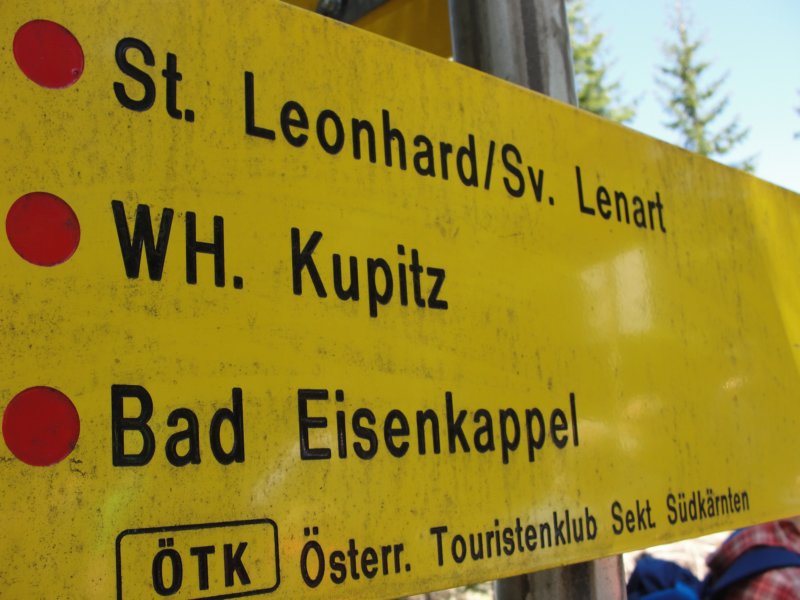 St. Leonhard/Sv. Lenart
WH. Kupitz
Bad Eisenkappel
ÖTK Österr. Touristenklub Sekt. Südkärnten